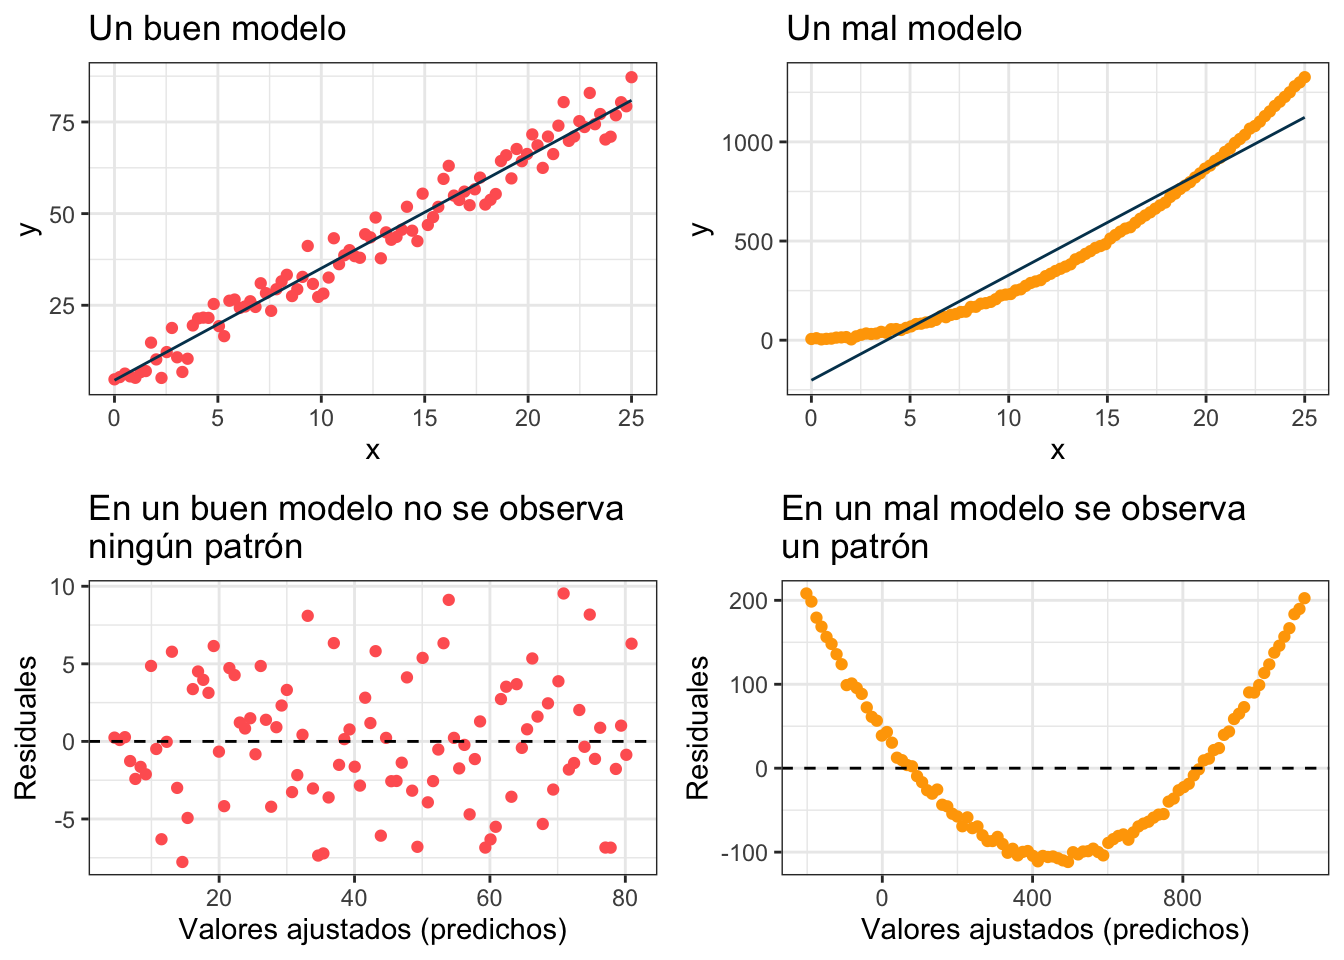 Un buen modelo
75
50
25
y
0 5 10 15 20 25
x
Un mal modelo
1000
500
0
y
0 5 10 15 20 25
x
En un buen modelo no se observa
ningún patrón
10
5
0
-5
Residuales
20 40 60 80
Valores ajustados (predichos)
En un mal modelo se observa
un patrón
200
100
0
-100
Residuales
0 400 800
Valores ajustados (predichos)